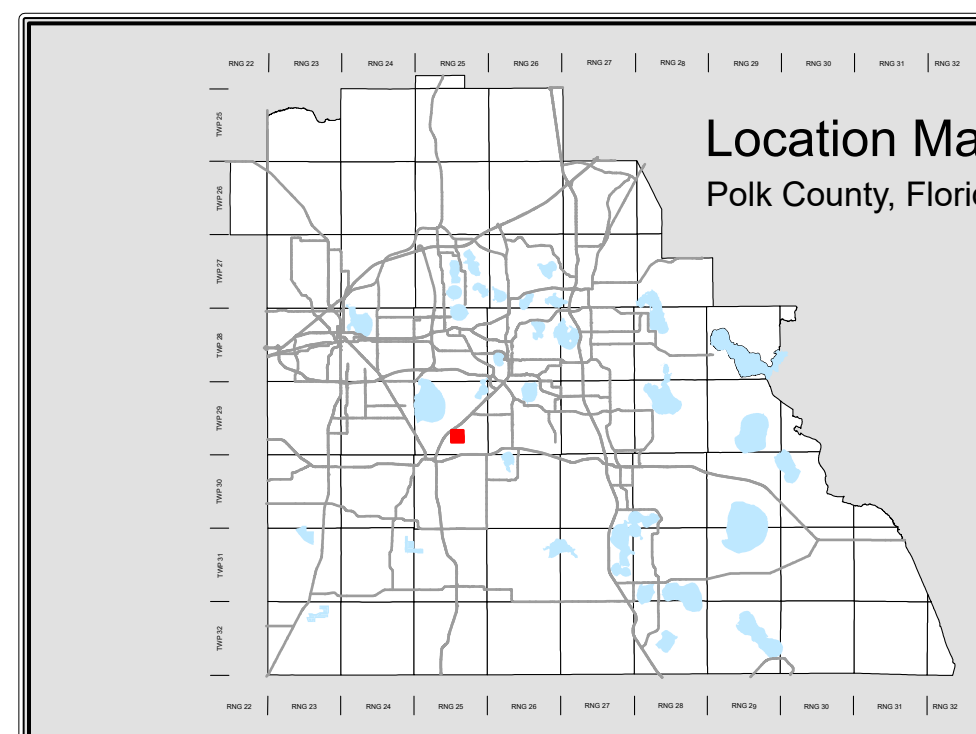 RNG 22 RNG 23 RNG 24 RNG 25 RNG 26 RNG 27 RNG 28 RNG 29 RNG 30 RNG 31 RNG 32
Location Ma
Polk County, Flori
TWP 25
TWP 26
TWP 27
TWP 28
TWP 29
TWP 30
TWP 31
TWP 32
RNG 22 RNG 23 RNG 24 RNG 25 RNG 26 RNG 27 RNG 28 RNG 29 RNG 30 RNG 31 RNG 32